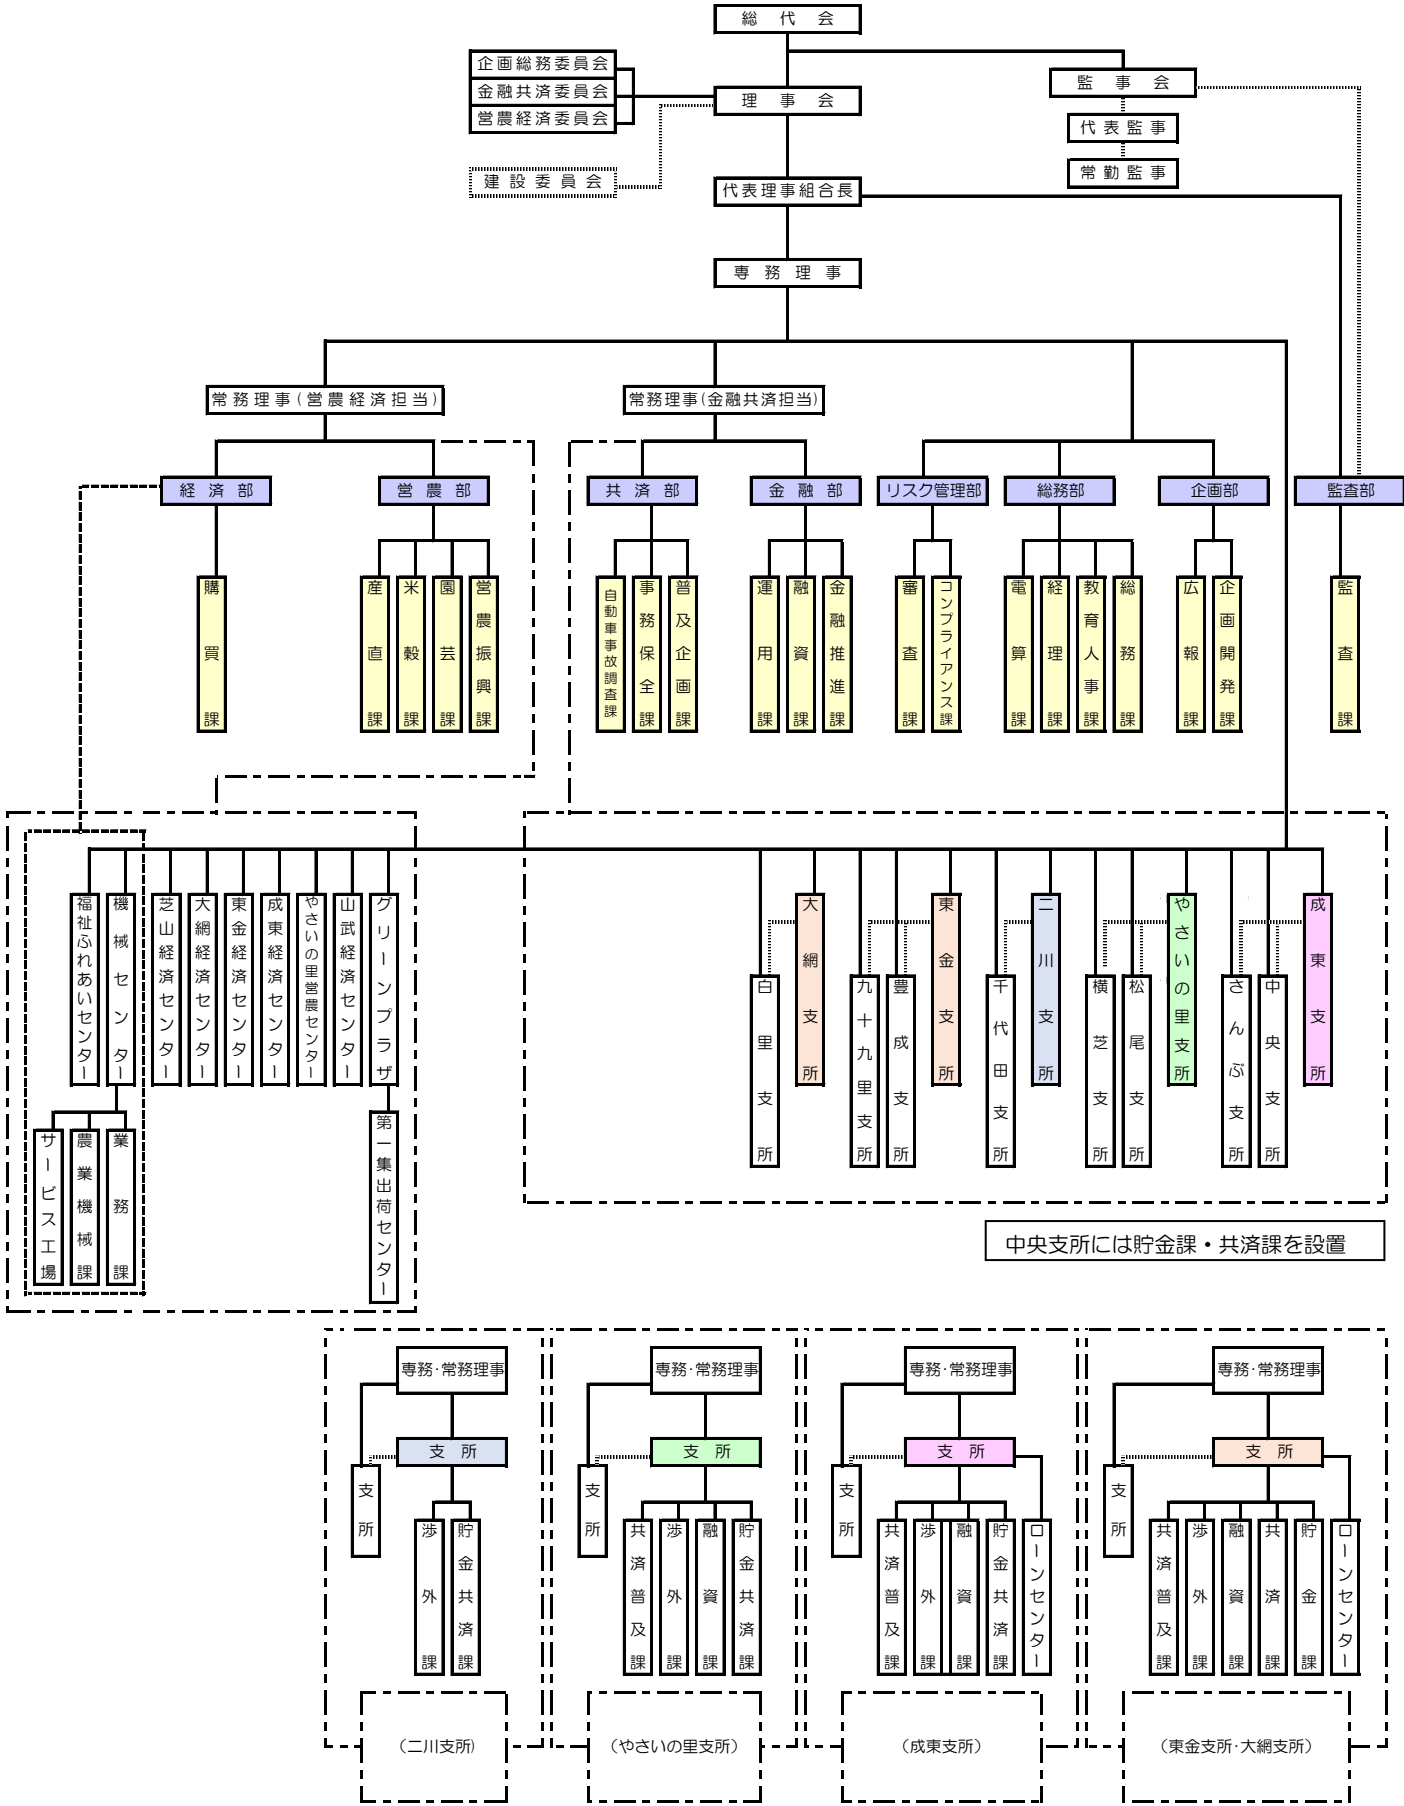 総代会
企画総務委員会
金融共済委員会
営農経済委員会
理事会
監事会
代表監事
常勤監事
建設委員会
代表理事組合長
専務理事
常務理事(営農経済担当)
常務理事(金融共済担当)
経済部
営農部
共済部
金融部
リスク管理部
総務部
企画部
監査部
購買課
産直課
米穀課
園芸課
営農振興課
自動車事故調査課
事務保全課
普及企画課
運用課
融資課
金融推進課
審査課
コンプライアンス課
電算課
経理課
教育人事課
総務課
広報課
企画開発課
監査課
福祉ふれあいセンター
機械センター
芝山経済センター
大網経済センター
東金経済センター
成東経済センター
やさいの里営農センター
山武経済センター
グリーンプラザ
大網支所
東金支所
二川支所
やさいの里支所
成東支所
白里支所
九十九里支所
豊成支所
千代田支所
横芝支所
松尾支所
さんぶ支所
中央支所
サービス工場
農業機械課
業務課
第一集出荷センター
中央支所には貯金課・共済課を設置
専務･常務理事
専務･常務理事
専務･常務理事
専務･常務理事
支所
支所
支所
支所
支所
支所
支所
支所
渉外課
貯金共済課
共済普及課
渉外課
融資課
貯金共済課
共済普及課
渉外課
融資課
貯金共済課
ローンセンター
共済普及課
渉外課
融資課
共済課
貯金課
ローンセンター
（二川支所)
（やさいの里支所）
（成東支所）
（東金支所･大網支所）